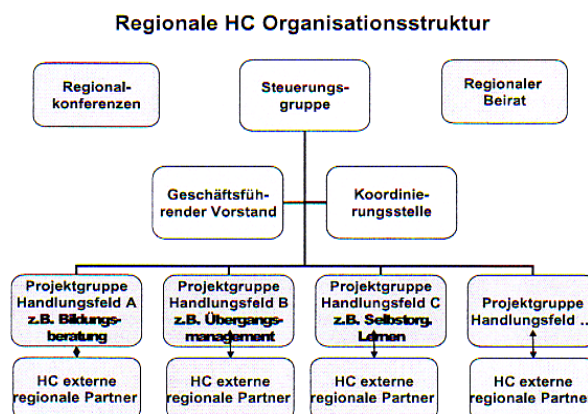 Regionale HC Organisationsstruktur
Regional-
konferenzen
Steuerungs-
gruppe
Regionaler
Beirat
Geschäftsfüh-
render Vorstand
Koordinie-
rungsstelle
Projektgruppe
Handlungsfeld A
z.B. Bildungs-
beratung
Projektgruppe
Handlungsfeld B
z.B. Übergangs-
management
Projektgruppe
Handlungsfeld C
z.B. Selbstorg.
Lernen
Projektgruppe
Handlungsfeld ...
HC externe
regionale Partner
HC externe
regionale Partner
HC externe
regionale Partner
HC externe
regionale Partner